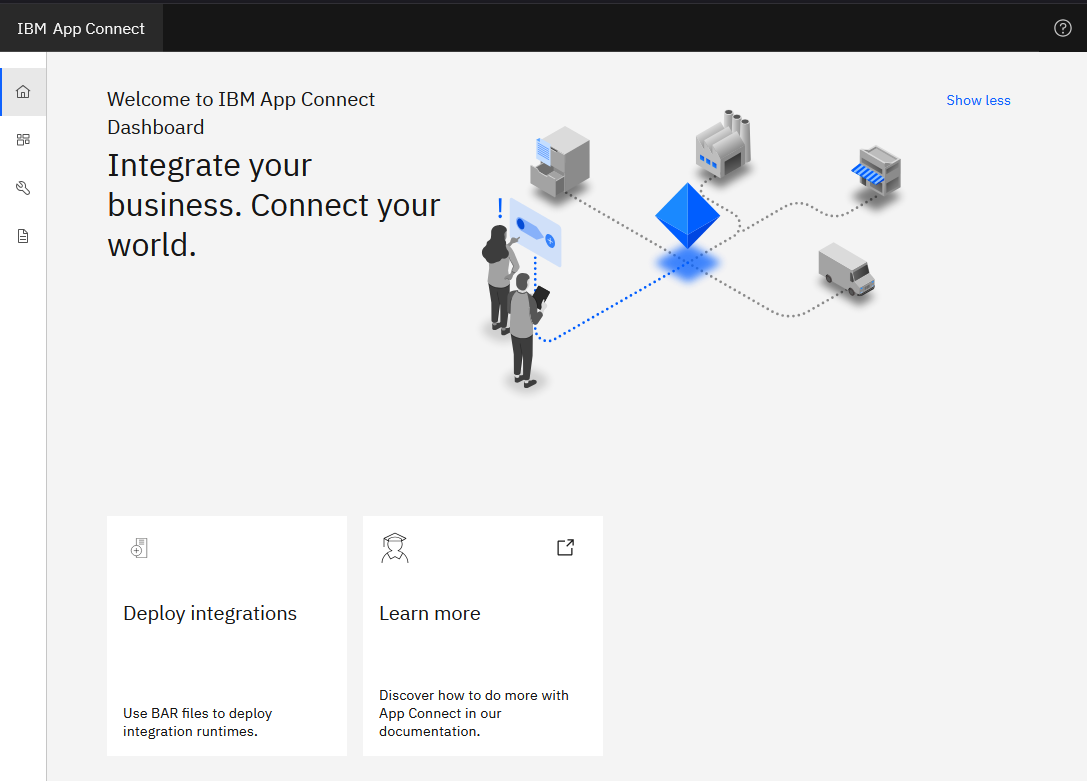 IBM App Connect
Welcome to IBM App Connect
Dashboard
Show less
Integrate your
business. Connect your
world.
Deploy integrations
Use BAR files to deploy
integration runtimes.
Learn more
Discover how to do more with
App Connect in our
documentation.